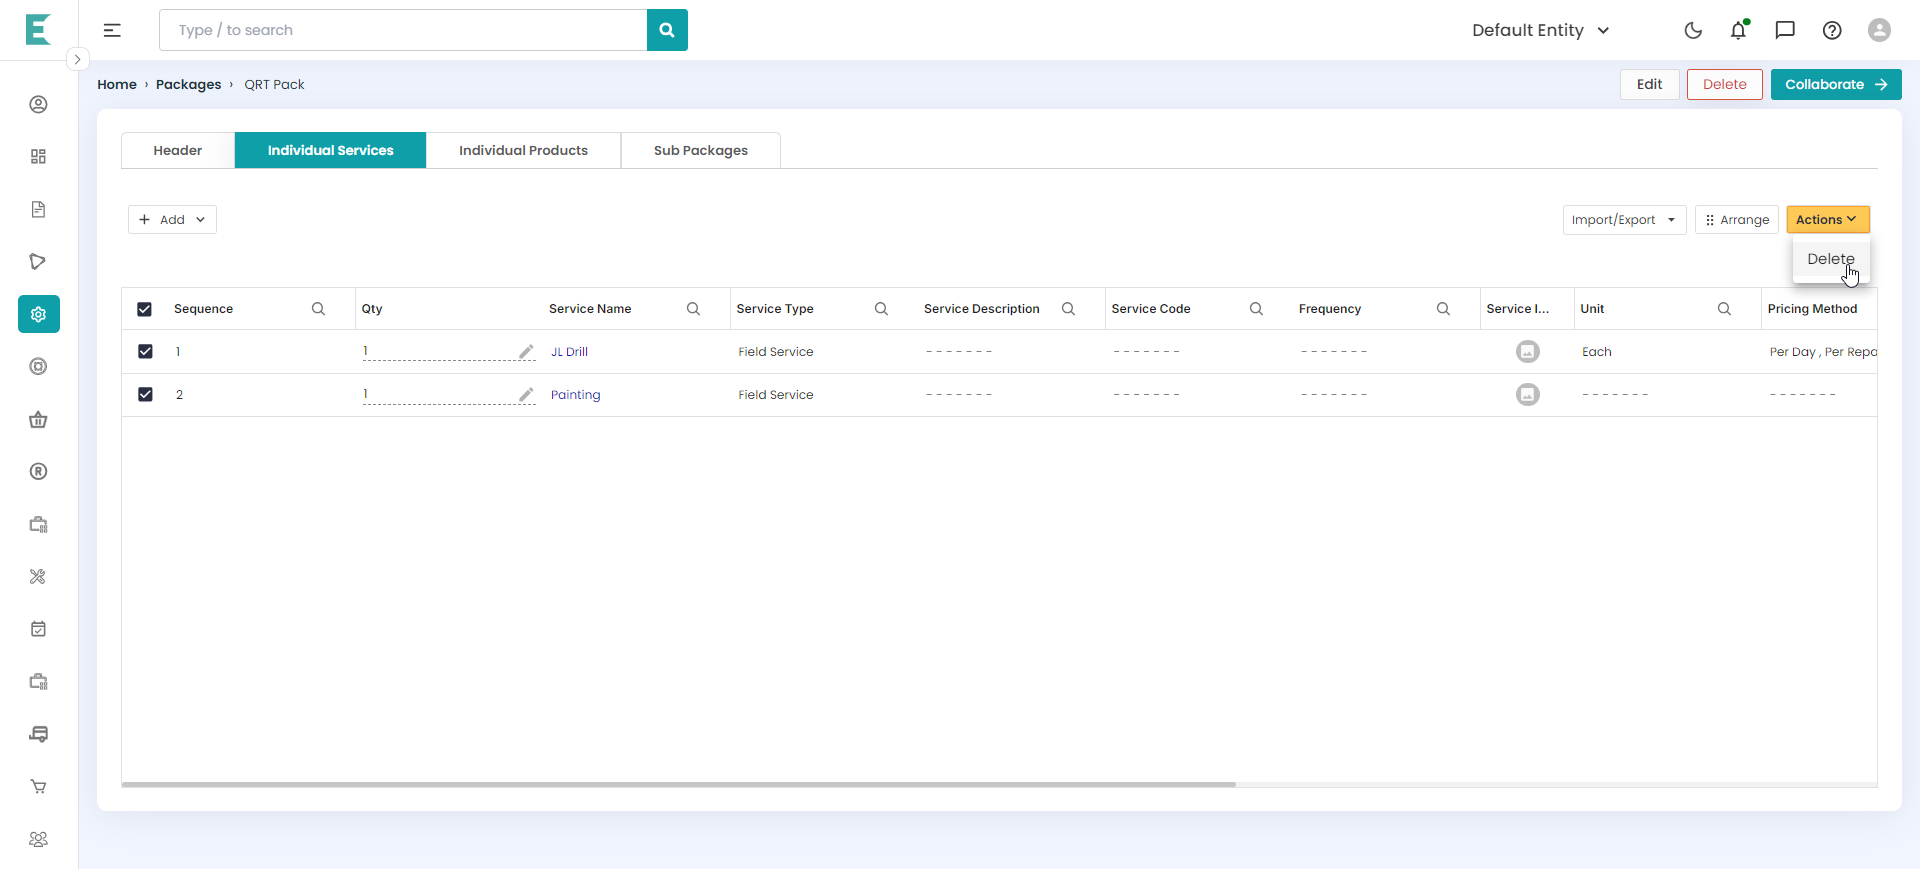 Type / to search
Default Entity
Home › Packages › QRT Pack
Edit
Delete
Collaborate
Header
Individual Services
Individual Products
Sub Packages
+ Add
Import/Export
Arrange
Actions
Delete
Sequence Qty Service Name Service Type Service Description Service Code Frequency Service I... Unit Pricing Method
1 1 JL Drill Field Service - - - - - - - - - - - - - - - - - - - - - Each Per Day , Per Repa
2 1 Painting Field Service - - - - - - - - - - - - - - - - - - - - - - - - - - - - - - - - - - -